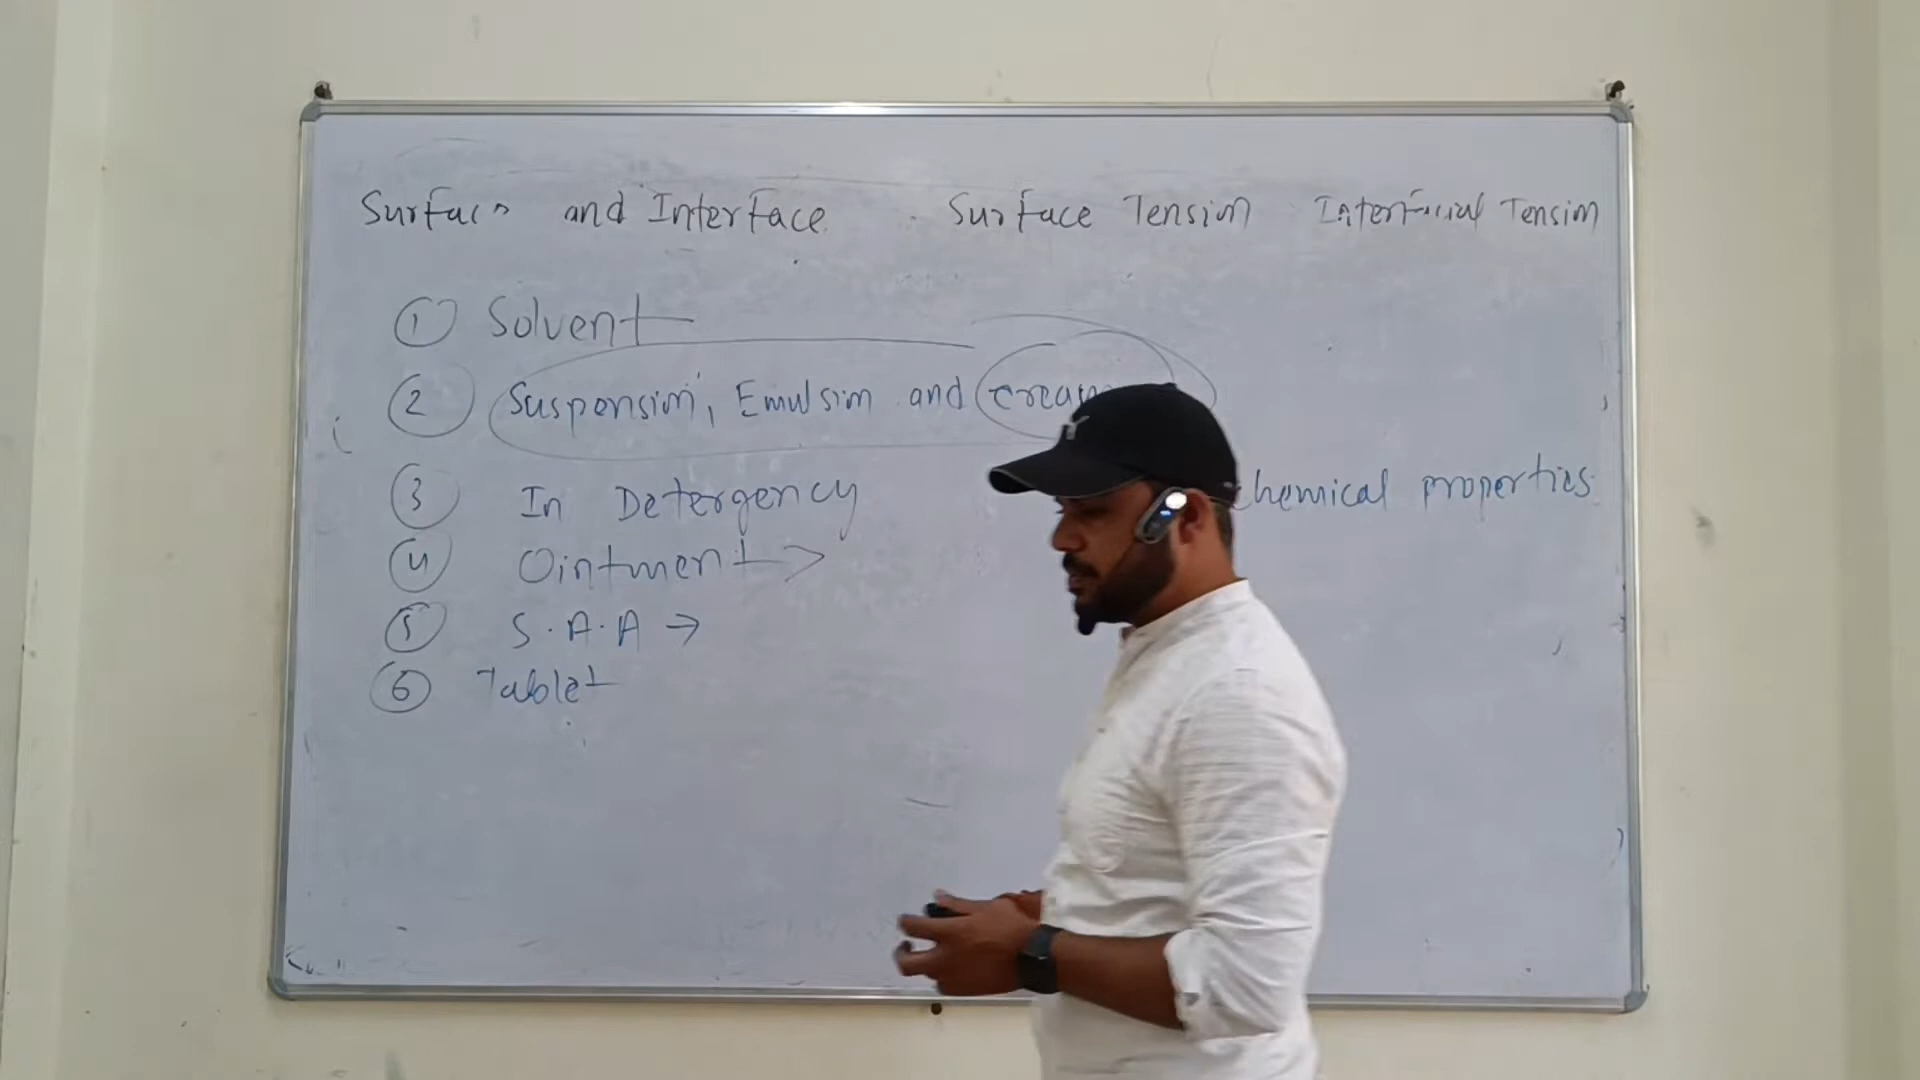 Surface and Interface Surface Tension Interfacial Tension
① Solvent
② Suspension, Emulsion and cream
③ In Detergency
hemical properties
④ Ointment →
⑤ S.A.A →
⑥ Tablet